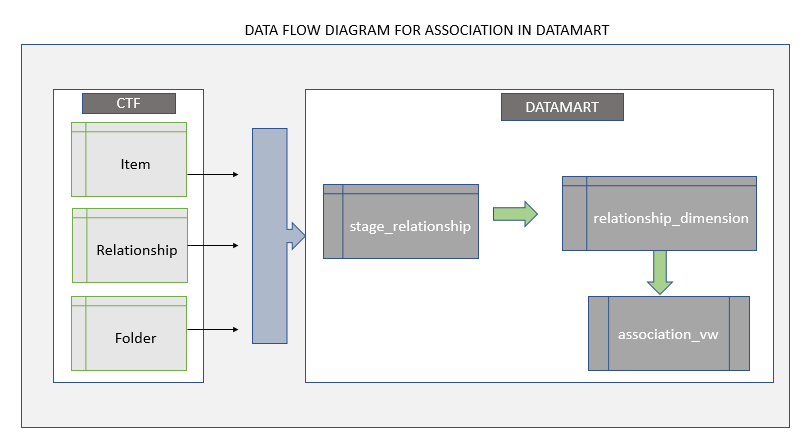 DATA FLOW DIAGRAM FOR ASSOCIATION IN DATAMART
CTF
Item
Relationship
Folder
DATAMART
stage_relationship
relationship_dimension
association_vw